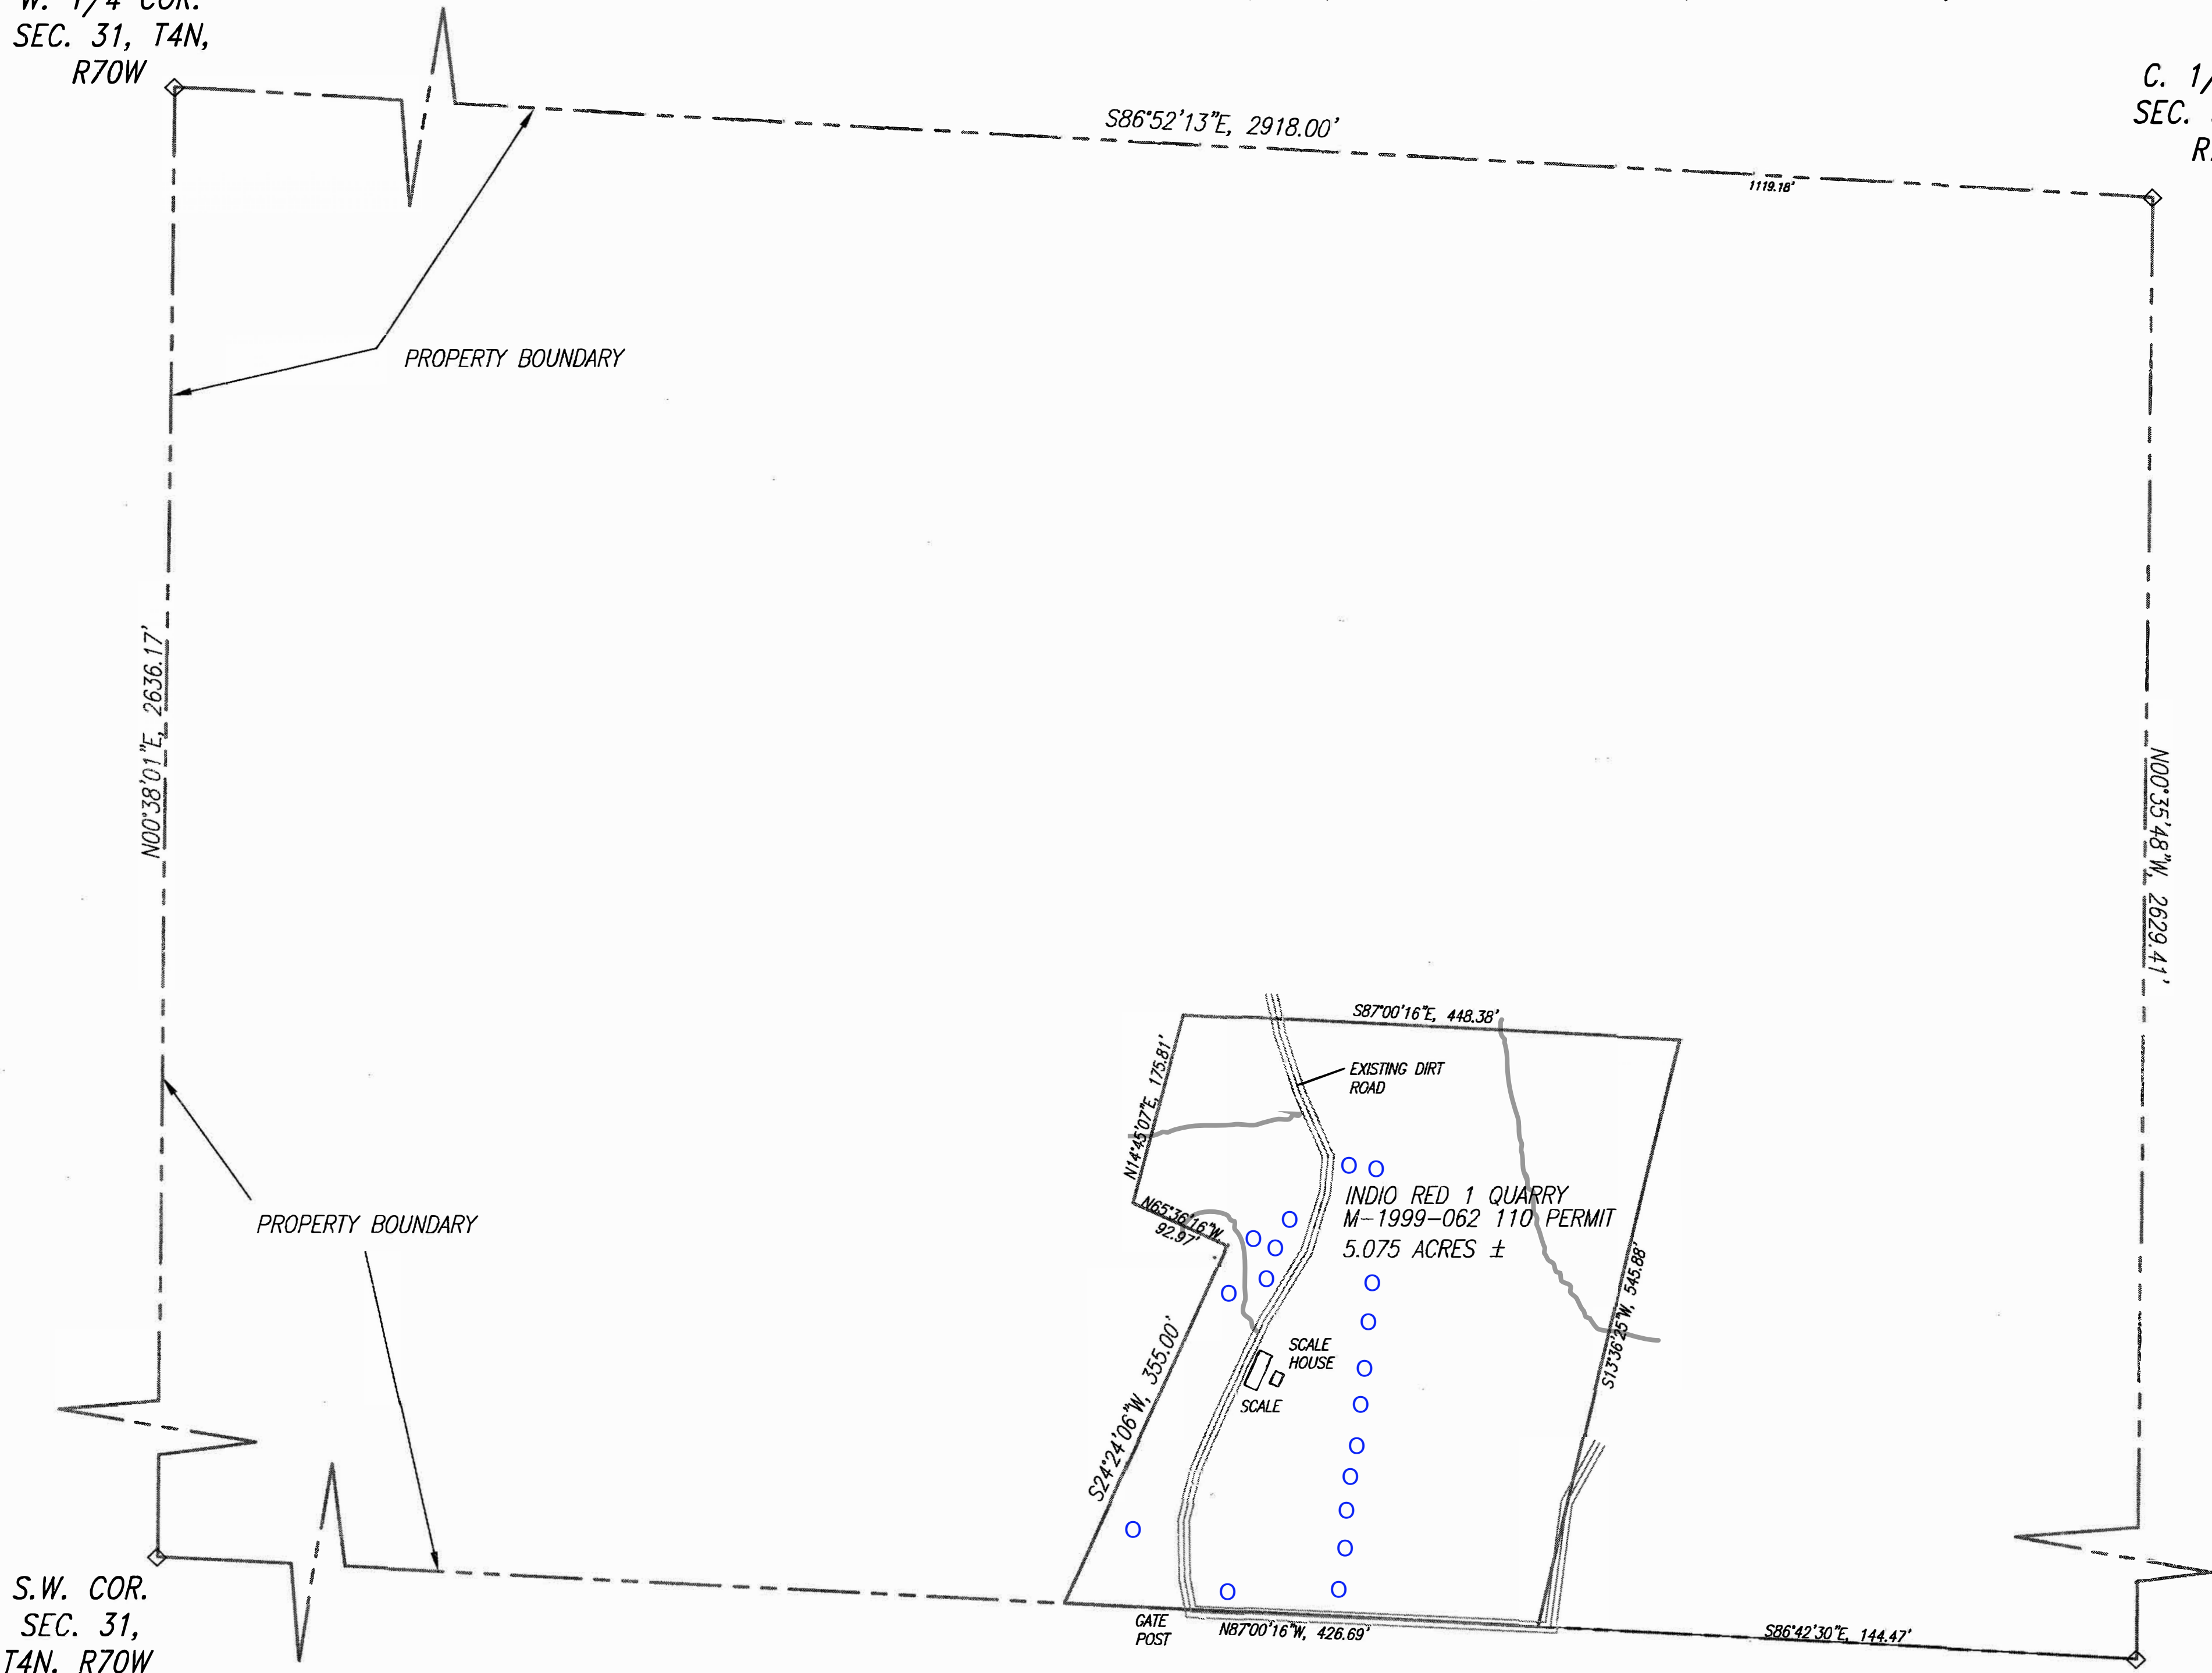 W. 1/4 COR.
SEC. 31, T4N,
R70W
C. 1/
SEC.
S86°52'13"E, 2918.00'
1119.18'
PROPERTY BOUNDARY
N00°38'01"E, 2636.17'
N00°35'48"W, 2629.41'
S87°00'16"E, 448.38'
N14°45'07"E, 175.81'
EXISTING DIRT
ROAD
INDIO RED 1 QUARRY
M-1999-062 110 PERMIT
5.075 ACRES ±
N65°36'16"W,
92.97'
PROPERTY BOUNDARY
S13°36'25"W, 545.88'
S24°24'06"W, 355.00'
SCALE
HOUSE
SCALE
S.W. COR.
SEC. 31,
T4N, R70W
GATE
POST
N87°00'16"W, 426.69'
S86°42'30"E, 144.47'